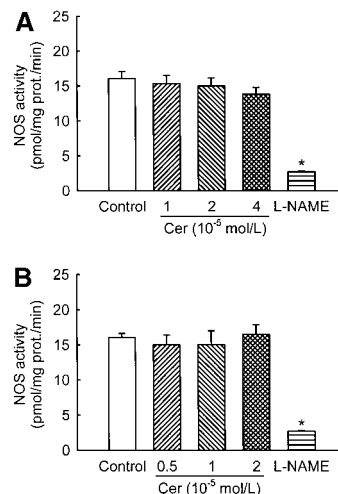 A
NOS activity
(pmol/mg prot./min)
25
20
15
10
5
0
*
Control 1 2 4 L-NAME
Cer (10⁻⁵ mol/L)
B
NOS activity
(pmol/mg prot./min)
25
20
15
10
5
0
*
Control 0.5 1 2 L-NAME
Cer (10⁻⁵ mol/L)